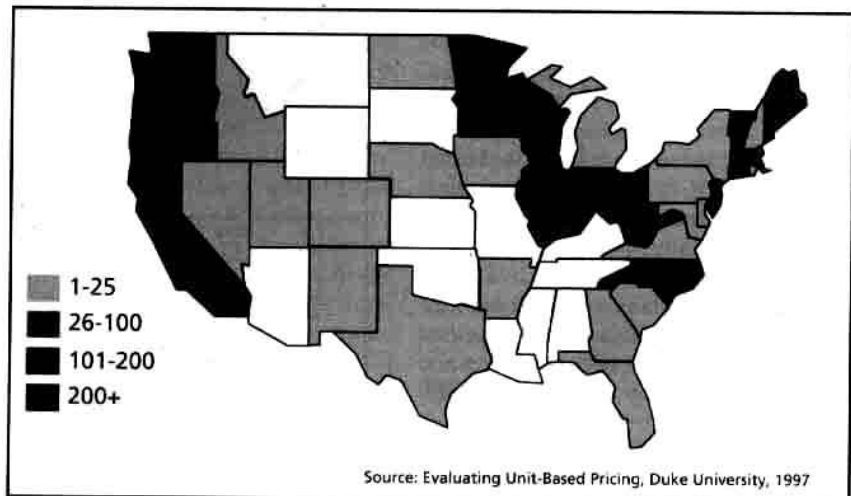 1-25
26-100
101-200
200+
Source: Evaluating Unit-Based Pricing, Duke University, 1997